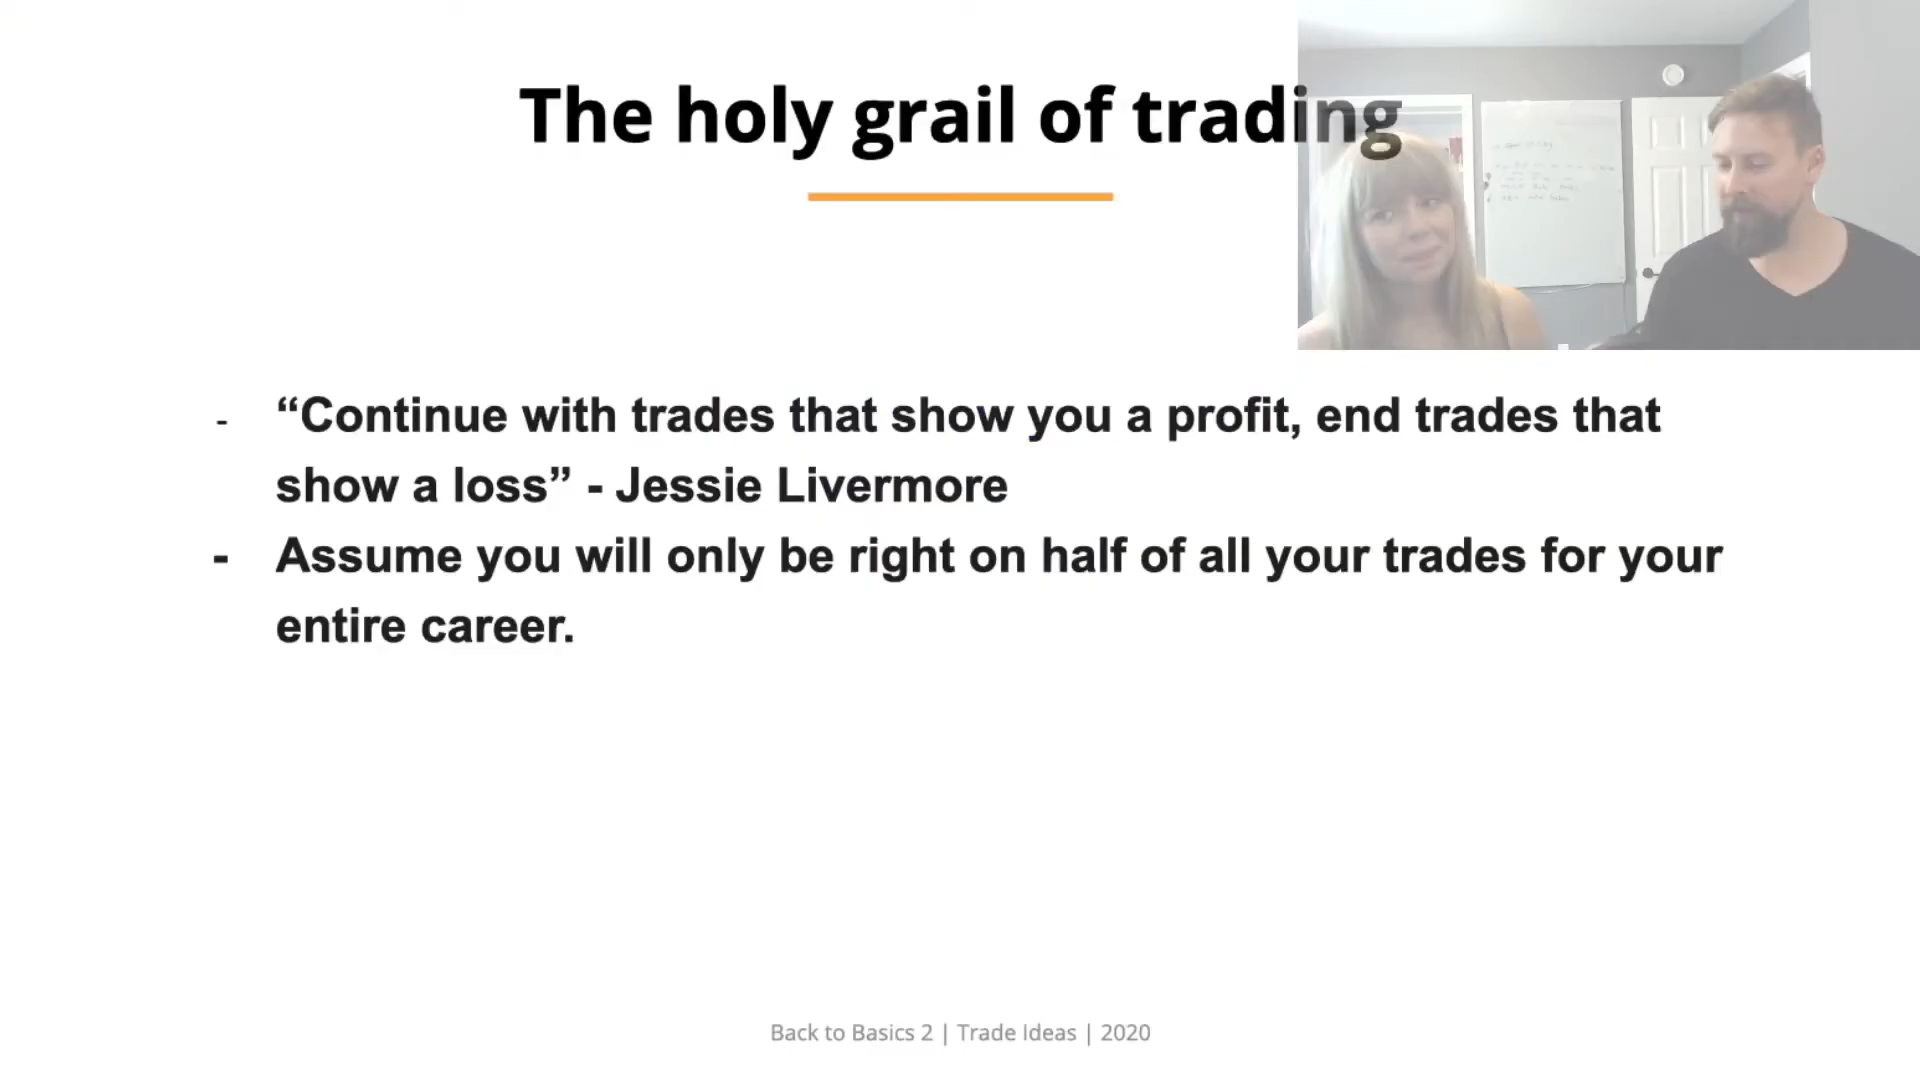 The holy grail of trading
- “Continue with trades that show you a profit, end trades that
show a loss” - Jessie Livermore
- Assume you will only be right on half of all your trades for your
entire career.
Back to Basics 2 | Trade Ideas | 2020